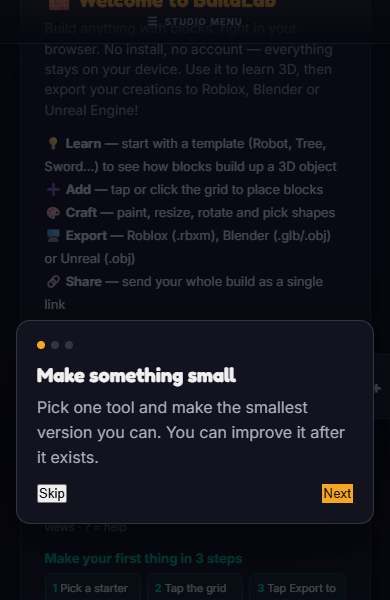 Welcome to BuildLab
☰ STUDIO MENU
Build anything with blocks, right in your
browser. No install, no account — everything
stays on your device. Use it to learn 3D, then
export your creations to Roblox, Blender or
Unreal Engine!
💡 Learn — start with a template (Robot, Tree,
Sword...) to see how blocks build up a 3D object
➕ Add — tap or click the grid to place blocks
🎨 Craft — paint, resize, rotate and pick shapes
🖥️ Export — Roblox (.rbxm), Blender (.glb/.obj)
or Unreal (.obj)
🔗 Share — send your whole build as a single
link
Make something small
Pick one tool and make the smallest
version you can. You can improve it after
it exists.
Skip
Next
views · ? = help
Make your first thing in 3 steps
1 Pick a starter
2 Tap the grid
3 Tap Export to